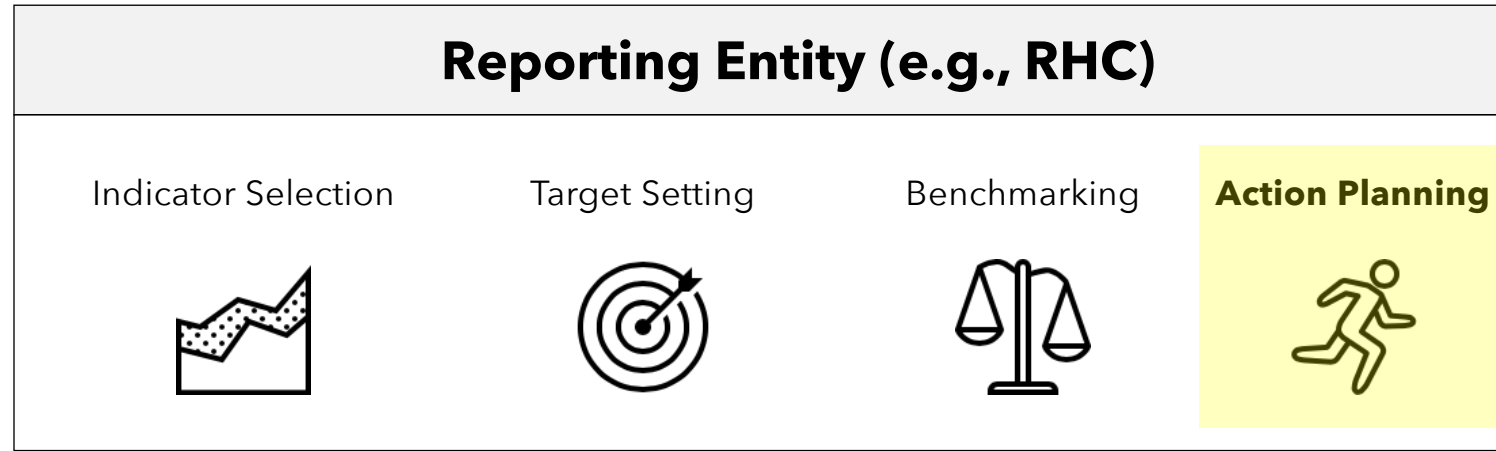 Reporting Entity (e.g., RHC)
Indicator Selection
Target Setting
Benchmarking
Action Planning